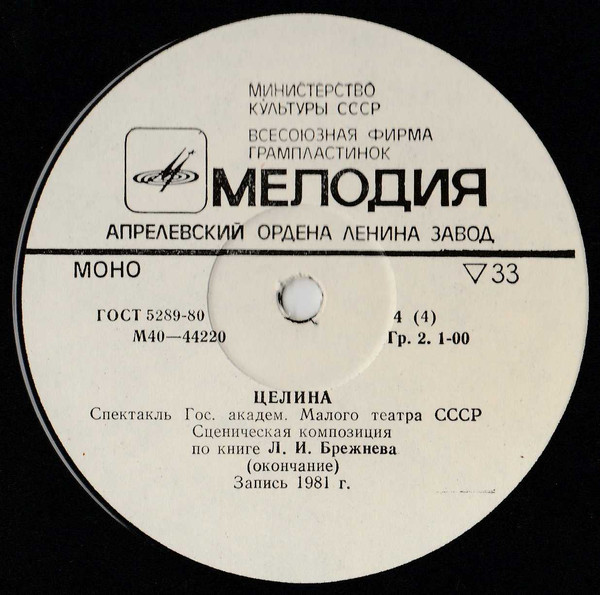 МИНИСТЕРСТВО
КУЛЬТУРЫ СССР
ВСЕСОЮЗНАЯ ФИРМА
ГРАМПЛАСТИНОК
МЕЛОДИЯ
АПРЕЛЕВСКИЙ ОРДЕНА ЛЕНИНА ЗАВОД
МОНО ▽33
ГОСТ 5289-80 4 (4)
М40—44220 Гр. 2. 1-00
ЦЕЛИНА
Спектакль Гос. академ. Малого театра СССР
Сценическая композиция
по книге Л. И. Брежнева
(окончание)
Запись 1981 г.